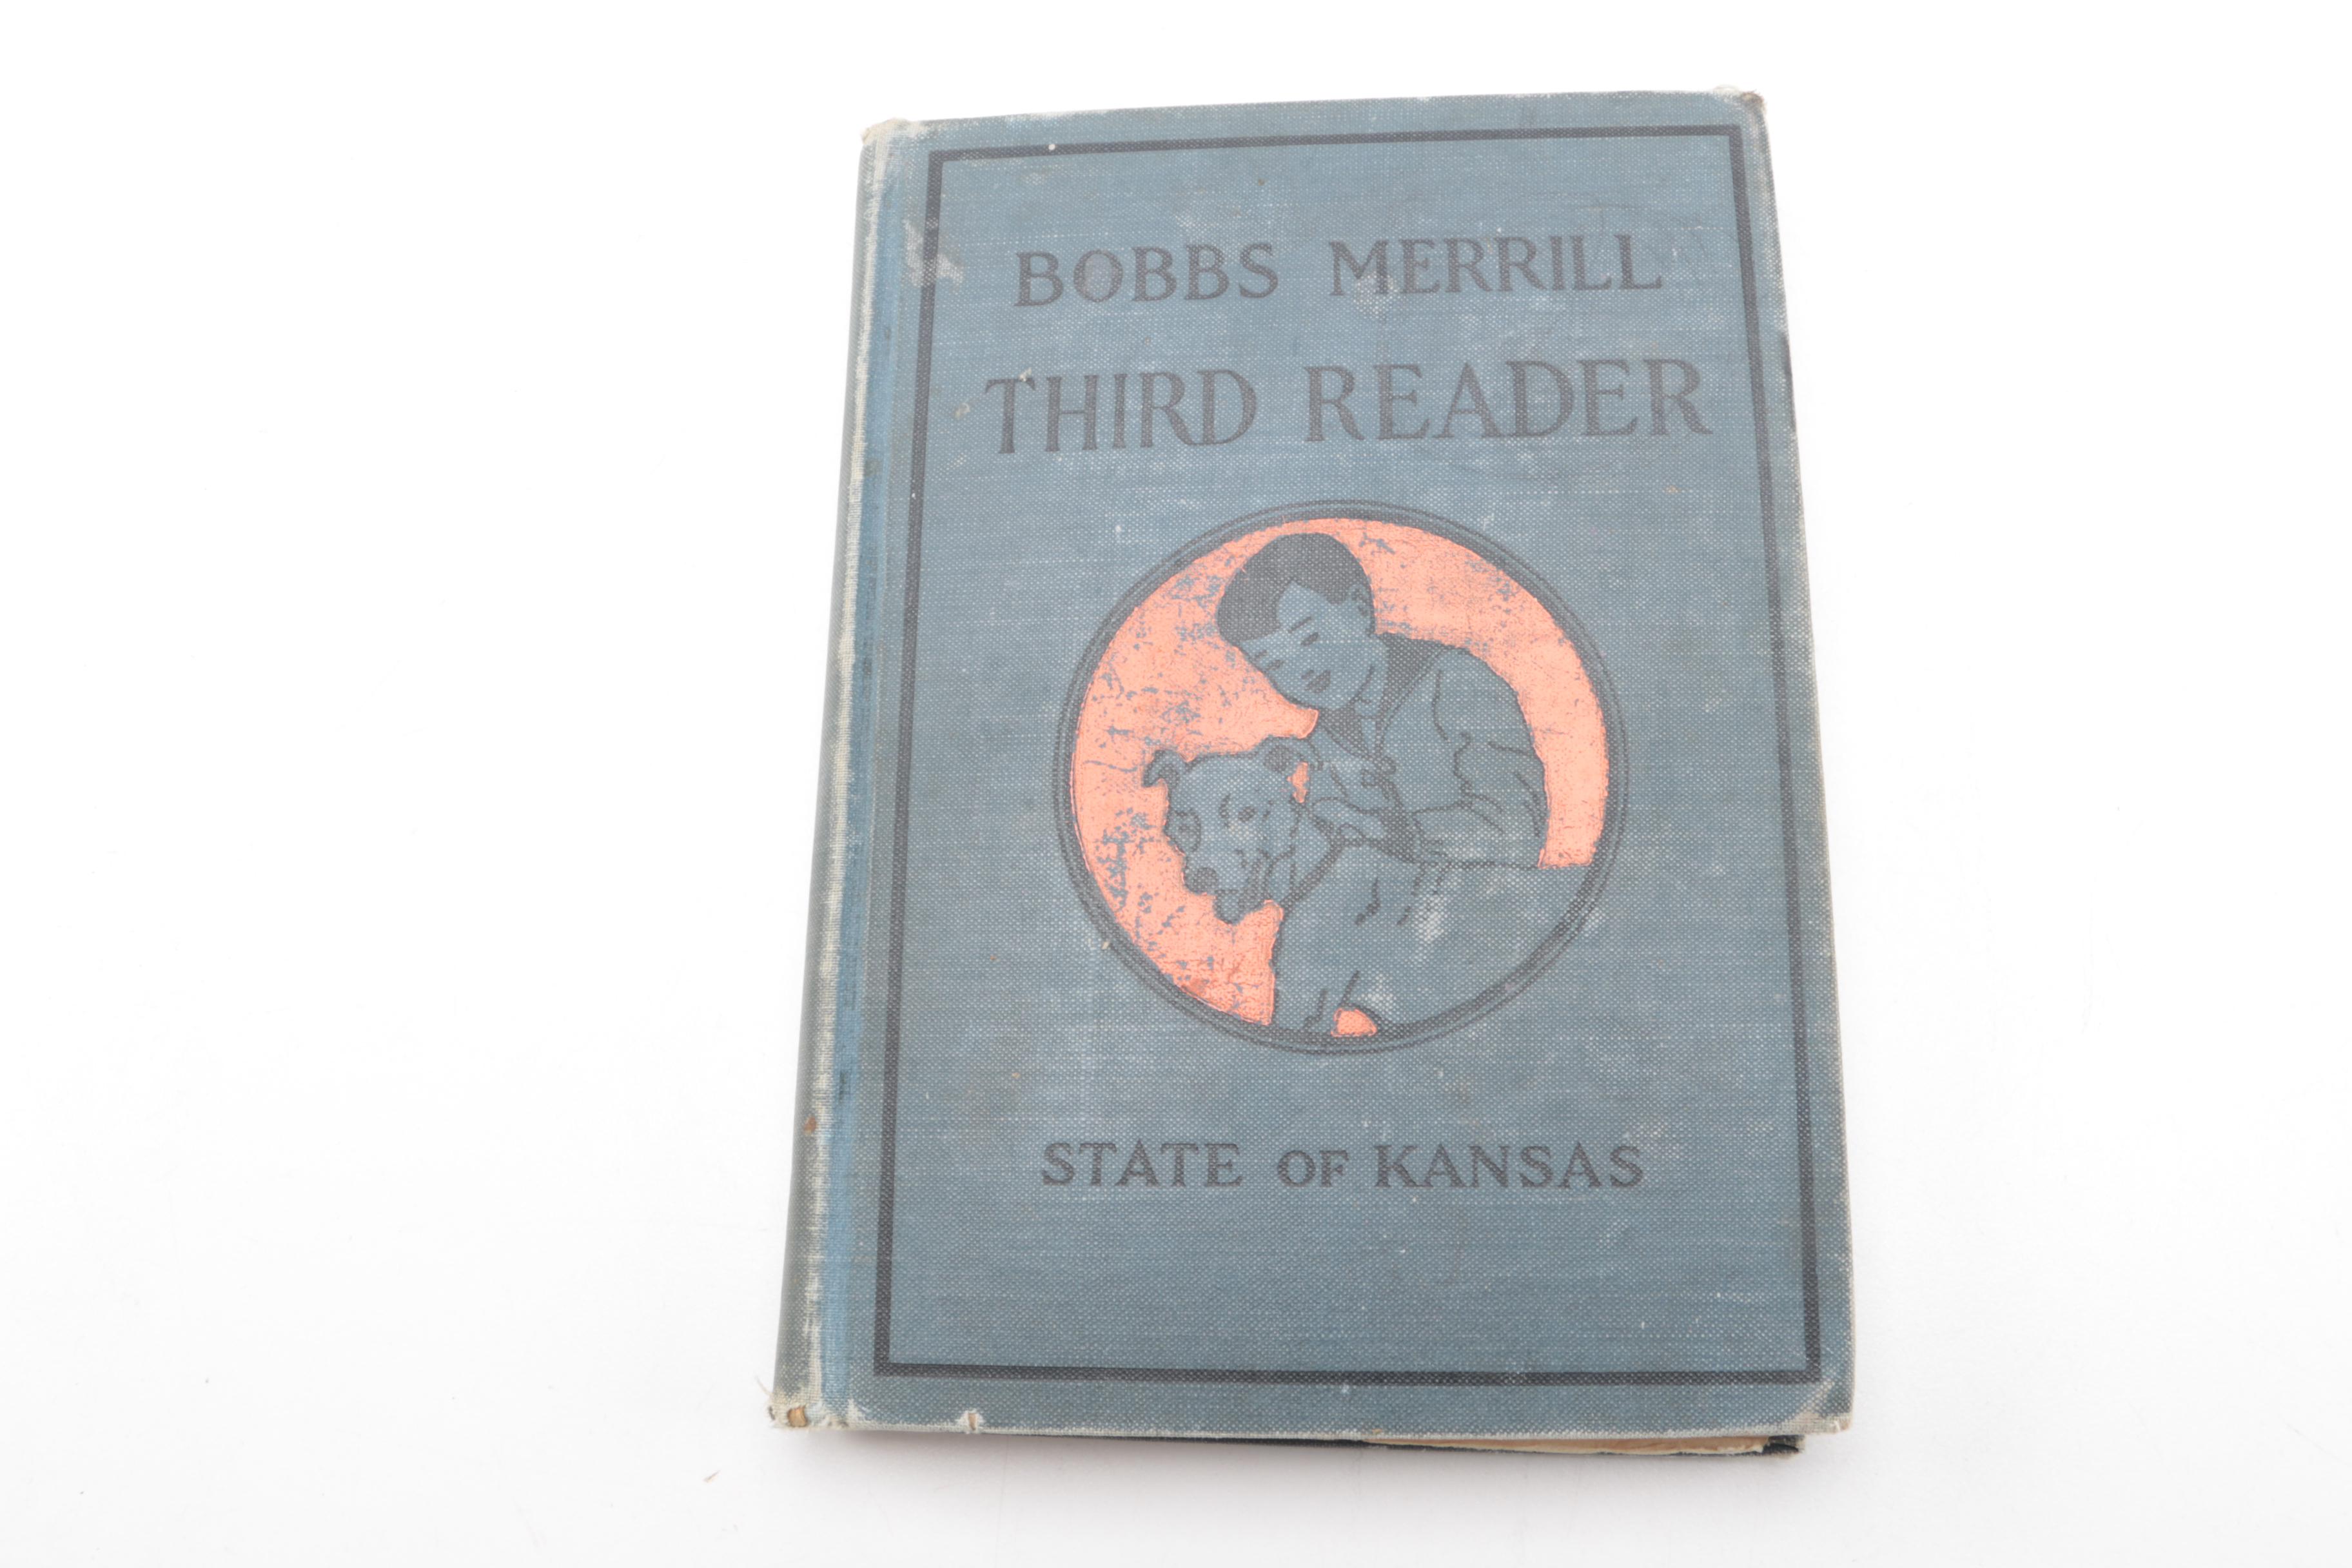 BOBBS MERRILL
THIRD READER
STATE OF KANSAS